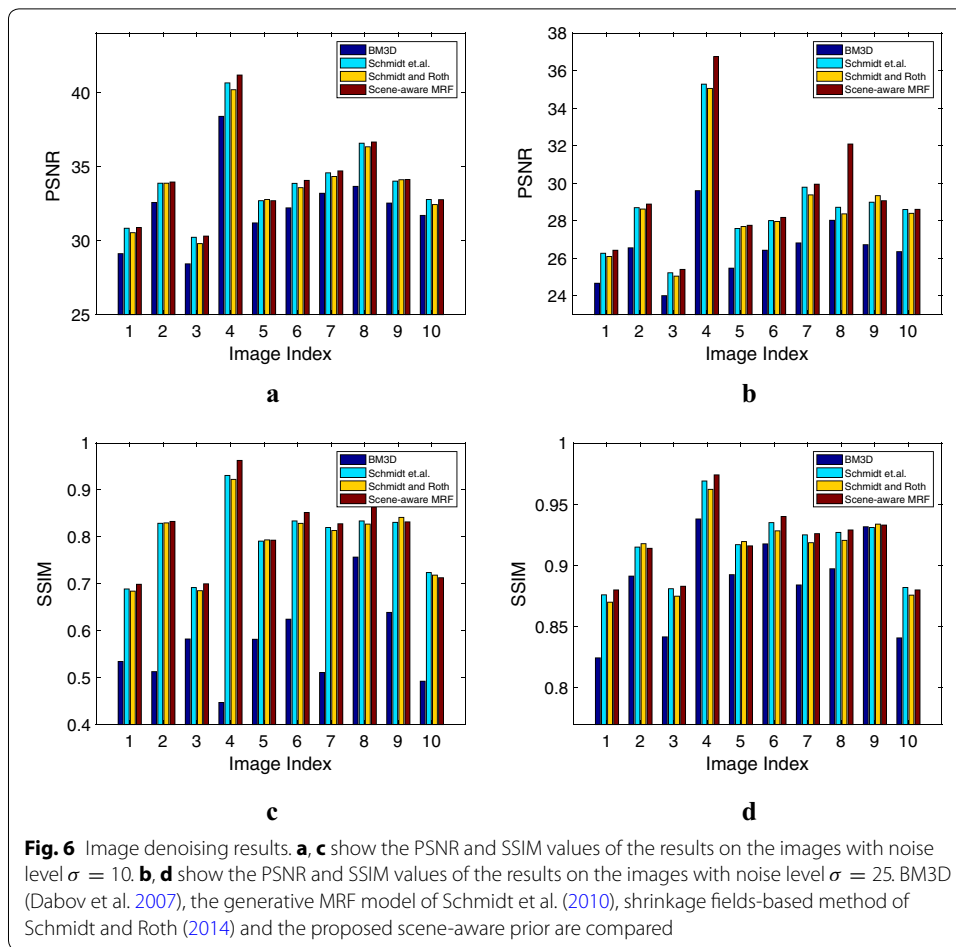 BM3D
Schmidt et.al.
Schmidt and Roth
Scene-aware MRF
40
35
30
25
PSNR
1 2 3 4 5 6 7 8 9 10
Image Index
a
BM3D
Schmidt et.al.
Schmidt and Roth
Scene-aware MRF
38
36
34
32
30
28
26
24
PSNR
1 2 3 4 5 6 7 8 9 10
Image Index
b
BM3D
Schmidt et.al.
Schmidt and Roth
Scene-aware MRF
1
0.9
0.8
0.7
0.6
0.5
0.4
SSIM
1 2 3 4 5 6 7 8 9 10
Image Index
c
BM3D
Schmidt et.al.
Schmidt and Roth
Scene-aware MRF
1
0.95
0.9
0.85
0.8
SSIM
1 2 3 4 5 6 7 8 9 10
Image Index
d
Fig. 6 Image denoising results. a, c show the PSNR and SSIM values of the results on the images with noise
level σ = 10. b, d show the PSNR and SSIM values of the results on the images with noise level σ = 25. BM3D
(Dabov et al. 2007), the generative MRF model of Schmidt et al. (2010), shrinkage fields-based method of
Schmidt and Roth (2014) and the proposed scene-aware prior are compared